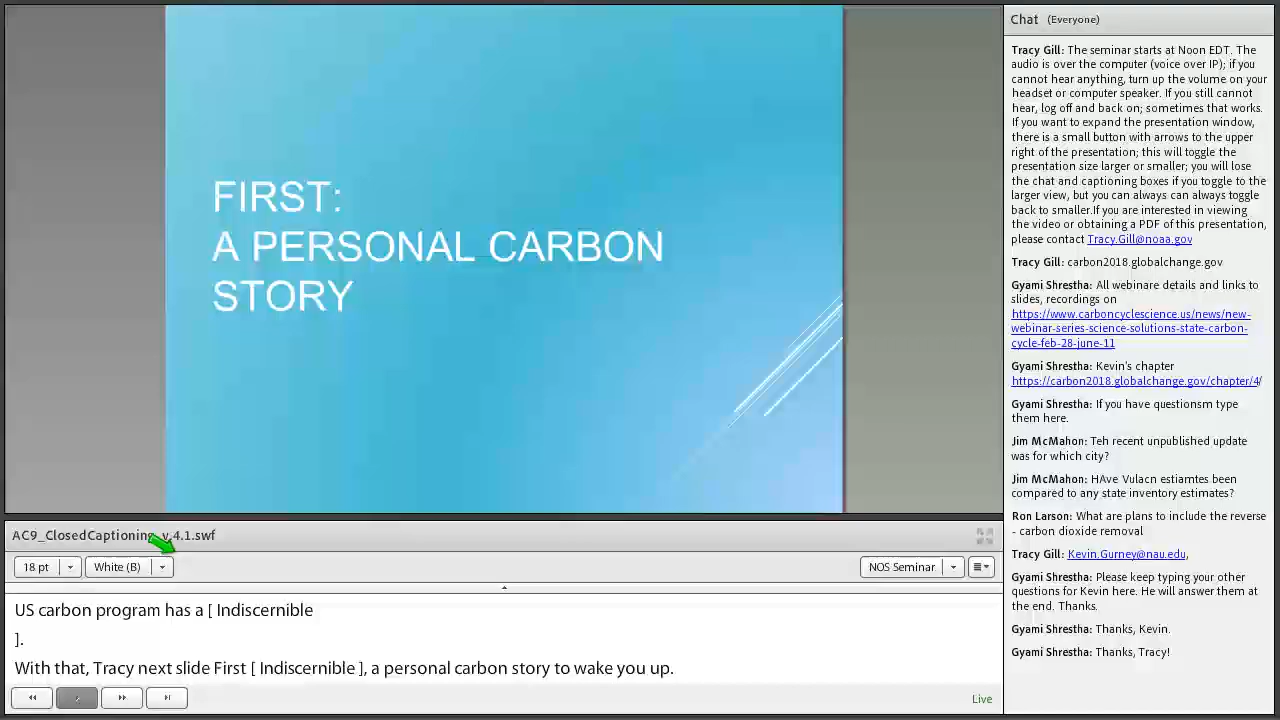 FIRST:
A PERSONAL CARBON
STORY
AC9_ClosedCaptioning_v.4.1.swf
18 pt
White (B)
NOS Seminar
US carbon program has a [ Indiscernible
].
With that, Tracy next slide First [ Indiscernible ], a personal carbon story to wake you up.
Live
Chat (Everyone)
Tracy Gill: The seminar starts at Noon EDT. The
audio is over the computer (voice over IP); if you
cannot hear anything, turn up the volume on your
headset or computer speaker. If you still cannot
hear, log off and back on; sometimes that works.
If you want to expand the presentation window,
there is a small button with arrows to the upper
right of the presentation; this will toggle the
presentation size larger or smaller; you will lose
the chat and captioning boxes if you toggle to the
larger view, but you can always can always toggle
back to smaller.If you are interested in viewing
the video or obtaining a PDF of this presentation,
please contact Tracy.Gill@noaa.gov
Tracy Gill: carbon2018.globalchange.gov
Gyami Shrestha: All webinare details and links to
slides, recordings on
https://www.carboncyclescience.us/news/new-
webinar-series-science-solutions-state-carbon-
cycle-feb-28-june-11
Gyami Shrestha: Kevin's chapter
https://carbon2018.globalchange.gov/chapter/4/
Gyami Shrestha: If you have questionsm type
them here.
Jim McMahon: Teh recent unpublished update
was for which city?
Jim McMahon: HAve Vulacn estiamtes been
compared to any state inventory estimates?
Ron Larson: What are plans to include the reverse
- carbon dioxide removal
Tracy Gill: Kevin.Gurney@nau.edu,
Gyami Shrestha: Please keep typing your other
questions for Kevin here. He will answer them at
the end. Thanks.
Gyami Shrestha: Thanks, Kevin.
Gyami Shrestha: Thanks, Tracy!